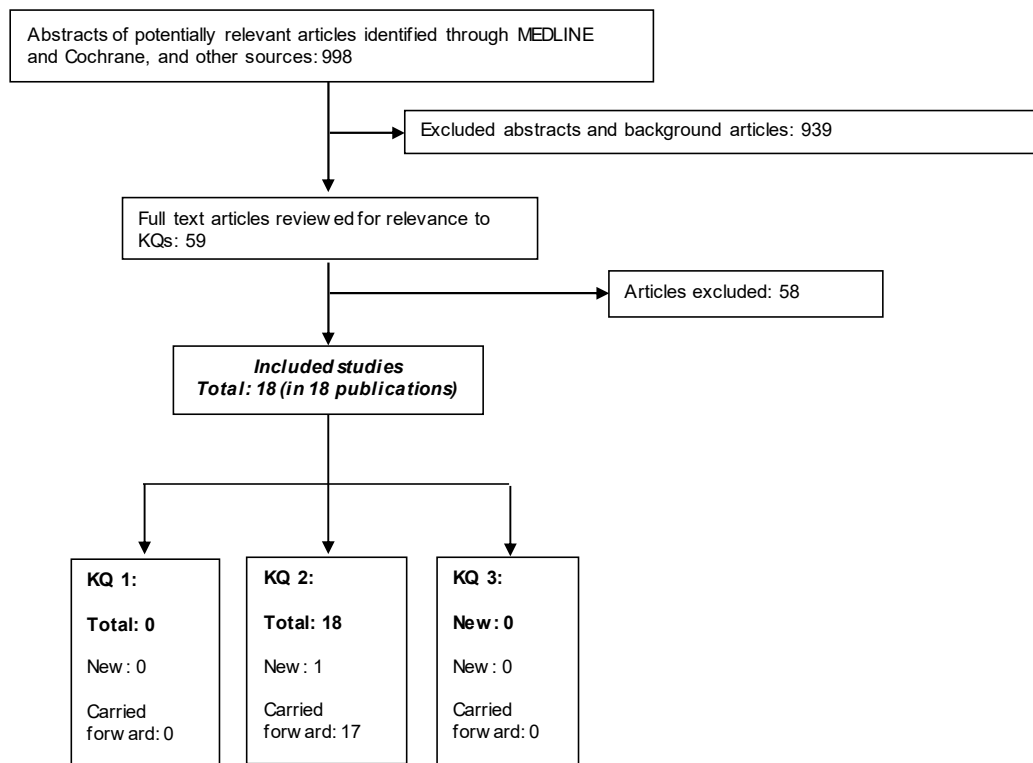 Abstracts of potentially relevant articles identified through MEDLINE
and Cochrane, and other sources: 998
Excluded abstracts and background articles: 939
Full text articles reviewed for relevance to
KQs: 59
Articles excluded: 58
Included studies
Total: 18 (in 18 publications)
KQ 1:
Total: 0
New: 0
Carried
forward: 0
KQ 2:
Total: 18
New: 1
Carried
forward: 17
KQ 3:
New: 0
New: 0
Carried
forward: 0